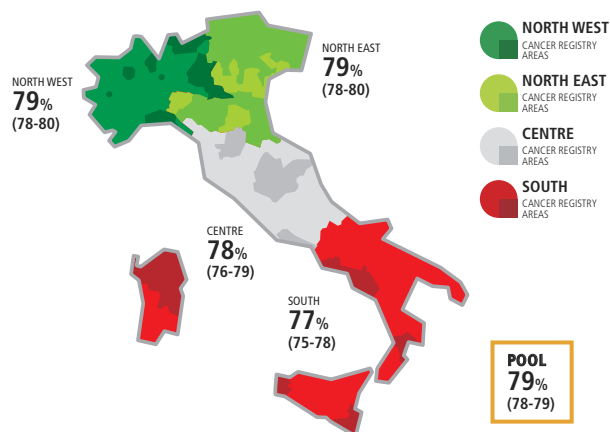 NORTH WEST
79%
(78-80)
NORTH EAST
79%
(78-80)
CENTRE
78%
(76-79)
SOUTH
77%
(75-78)
NORTH WEST
CANCER REGISTRY
AREAS
NORTH EAST
CANCER REGISTRY
AREAS
CENTRE
CANCER REGISTRY
AREAS
SOUTH
CANCER REGISTRY
AREAS
POOL
79%
(78-79)